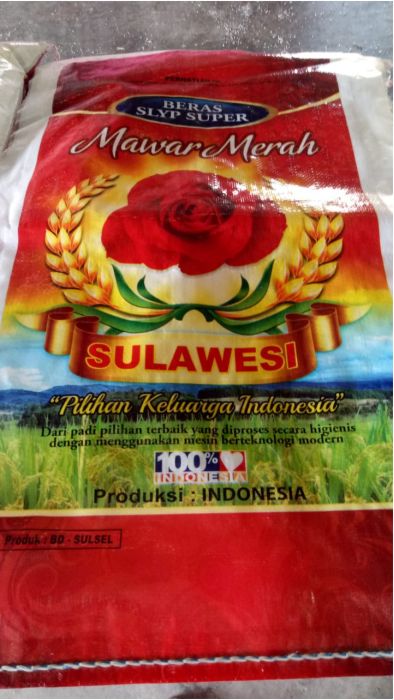 BERAS
SLYP SUPER
Mawar Merah
SULAWESI
"Pilihan Keluarga Indonesia"
Dari padi pilihan terbaik yang diproses secara higienis
dengan menggunakan mesin berteknologi modern
100%
INDONESIA
Produksi : INDONESIA
Produk : BD - SULSEL